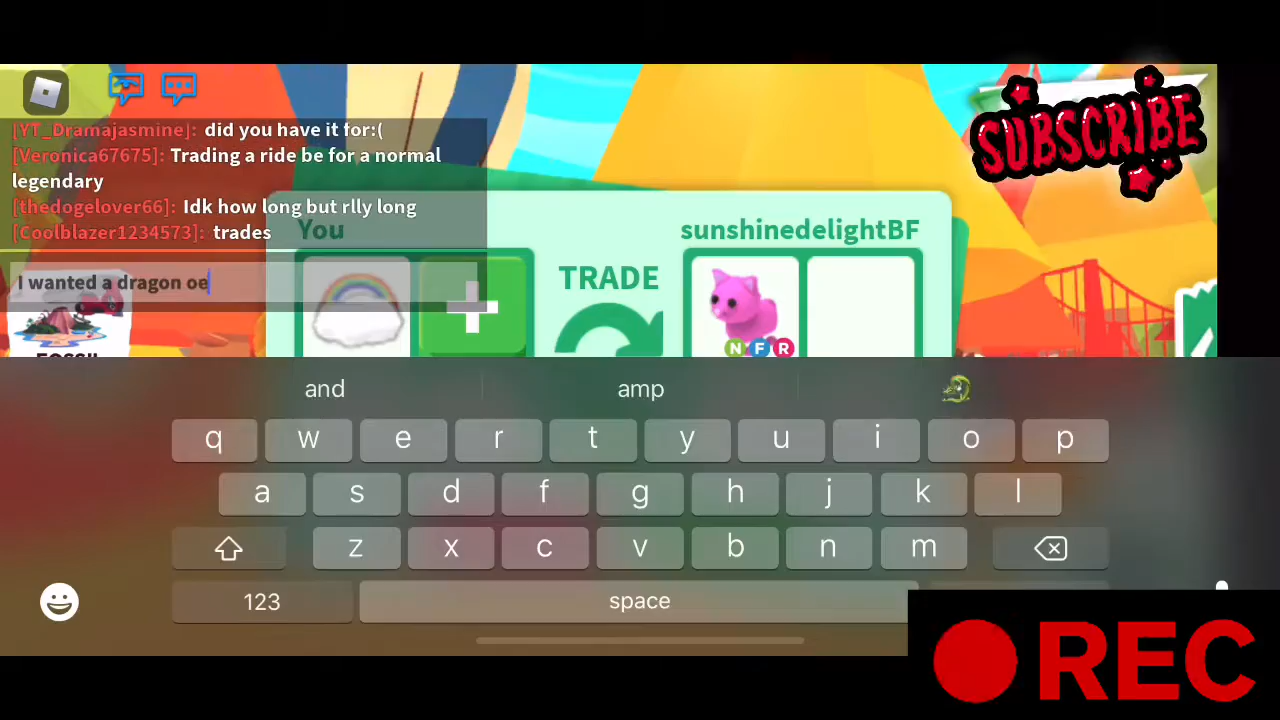 SUBSCRIBE
[YT_Dramajasmine]: did you have it for:(
[Veronica67675]: Trading a ride be for a normal
legendary
[thedogelover66]: Idk how long but rlly long
[Coolblazer1234573]: trades
I wanted a dragon oe
You
sunshinedelightBF
TRADE
N F R
and amp
q w e r t y u i o p
a s d f g h j k l
z x c v b n m
123 space
REC